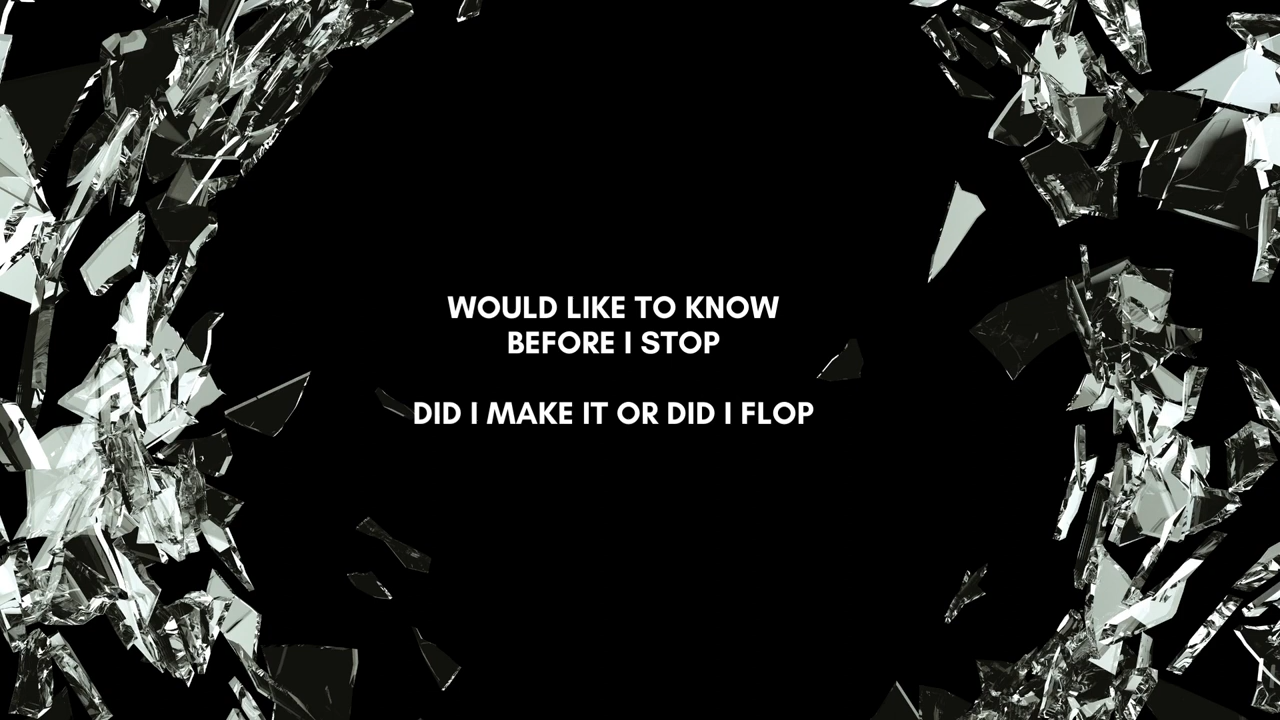 WOULD LIKE TO KNOW
BEFORE I STOP
DID I MAKE IT OR DID I FLOP